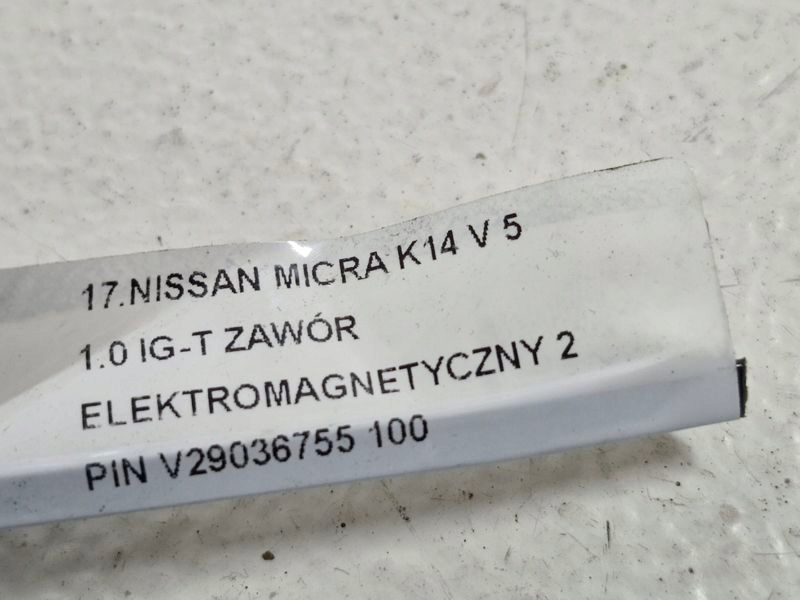 17.NISSAN MICRA K14 V 5
1.0 IG-T ZAWÓR
ELEKTROMAGNETYCZNY 2
PIN V29036755 100